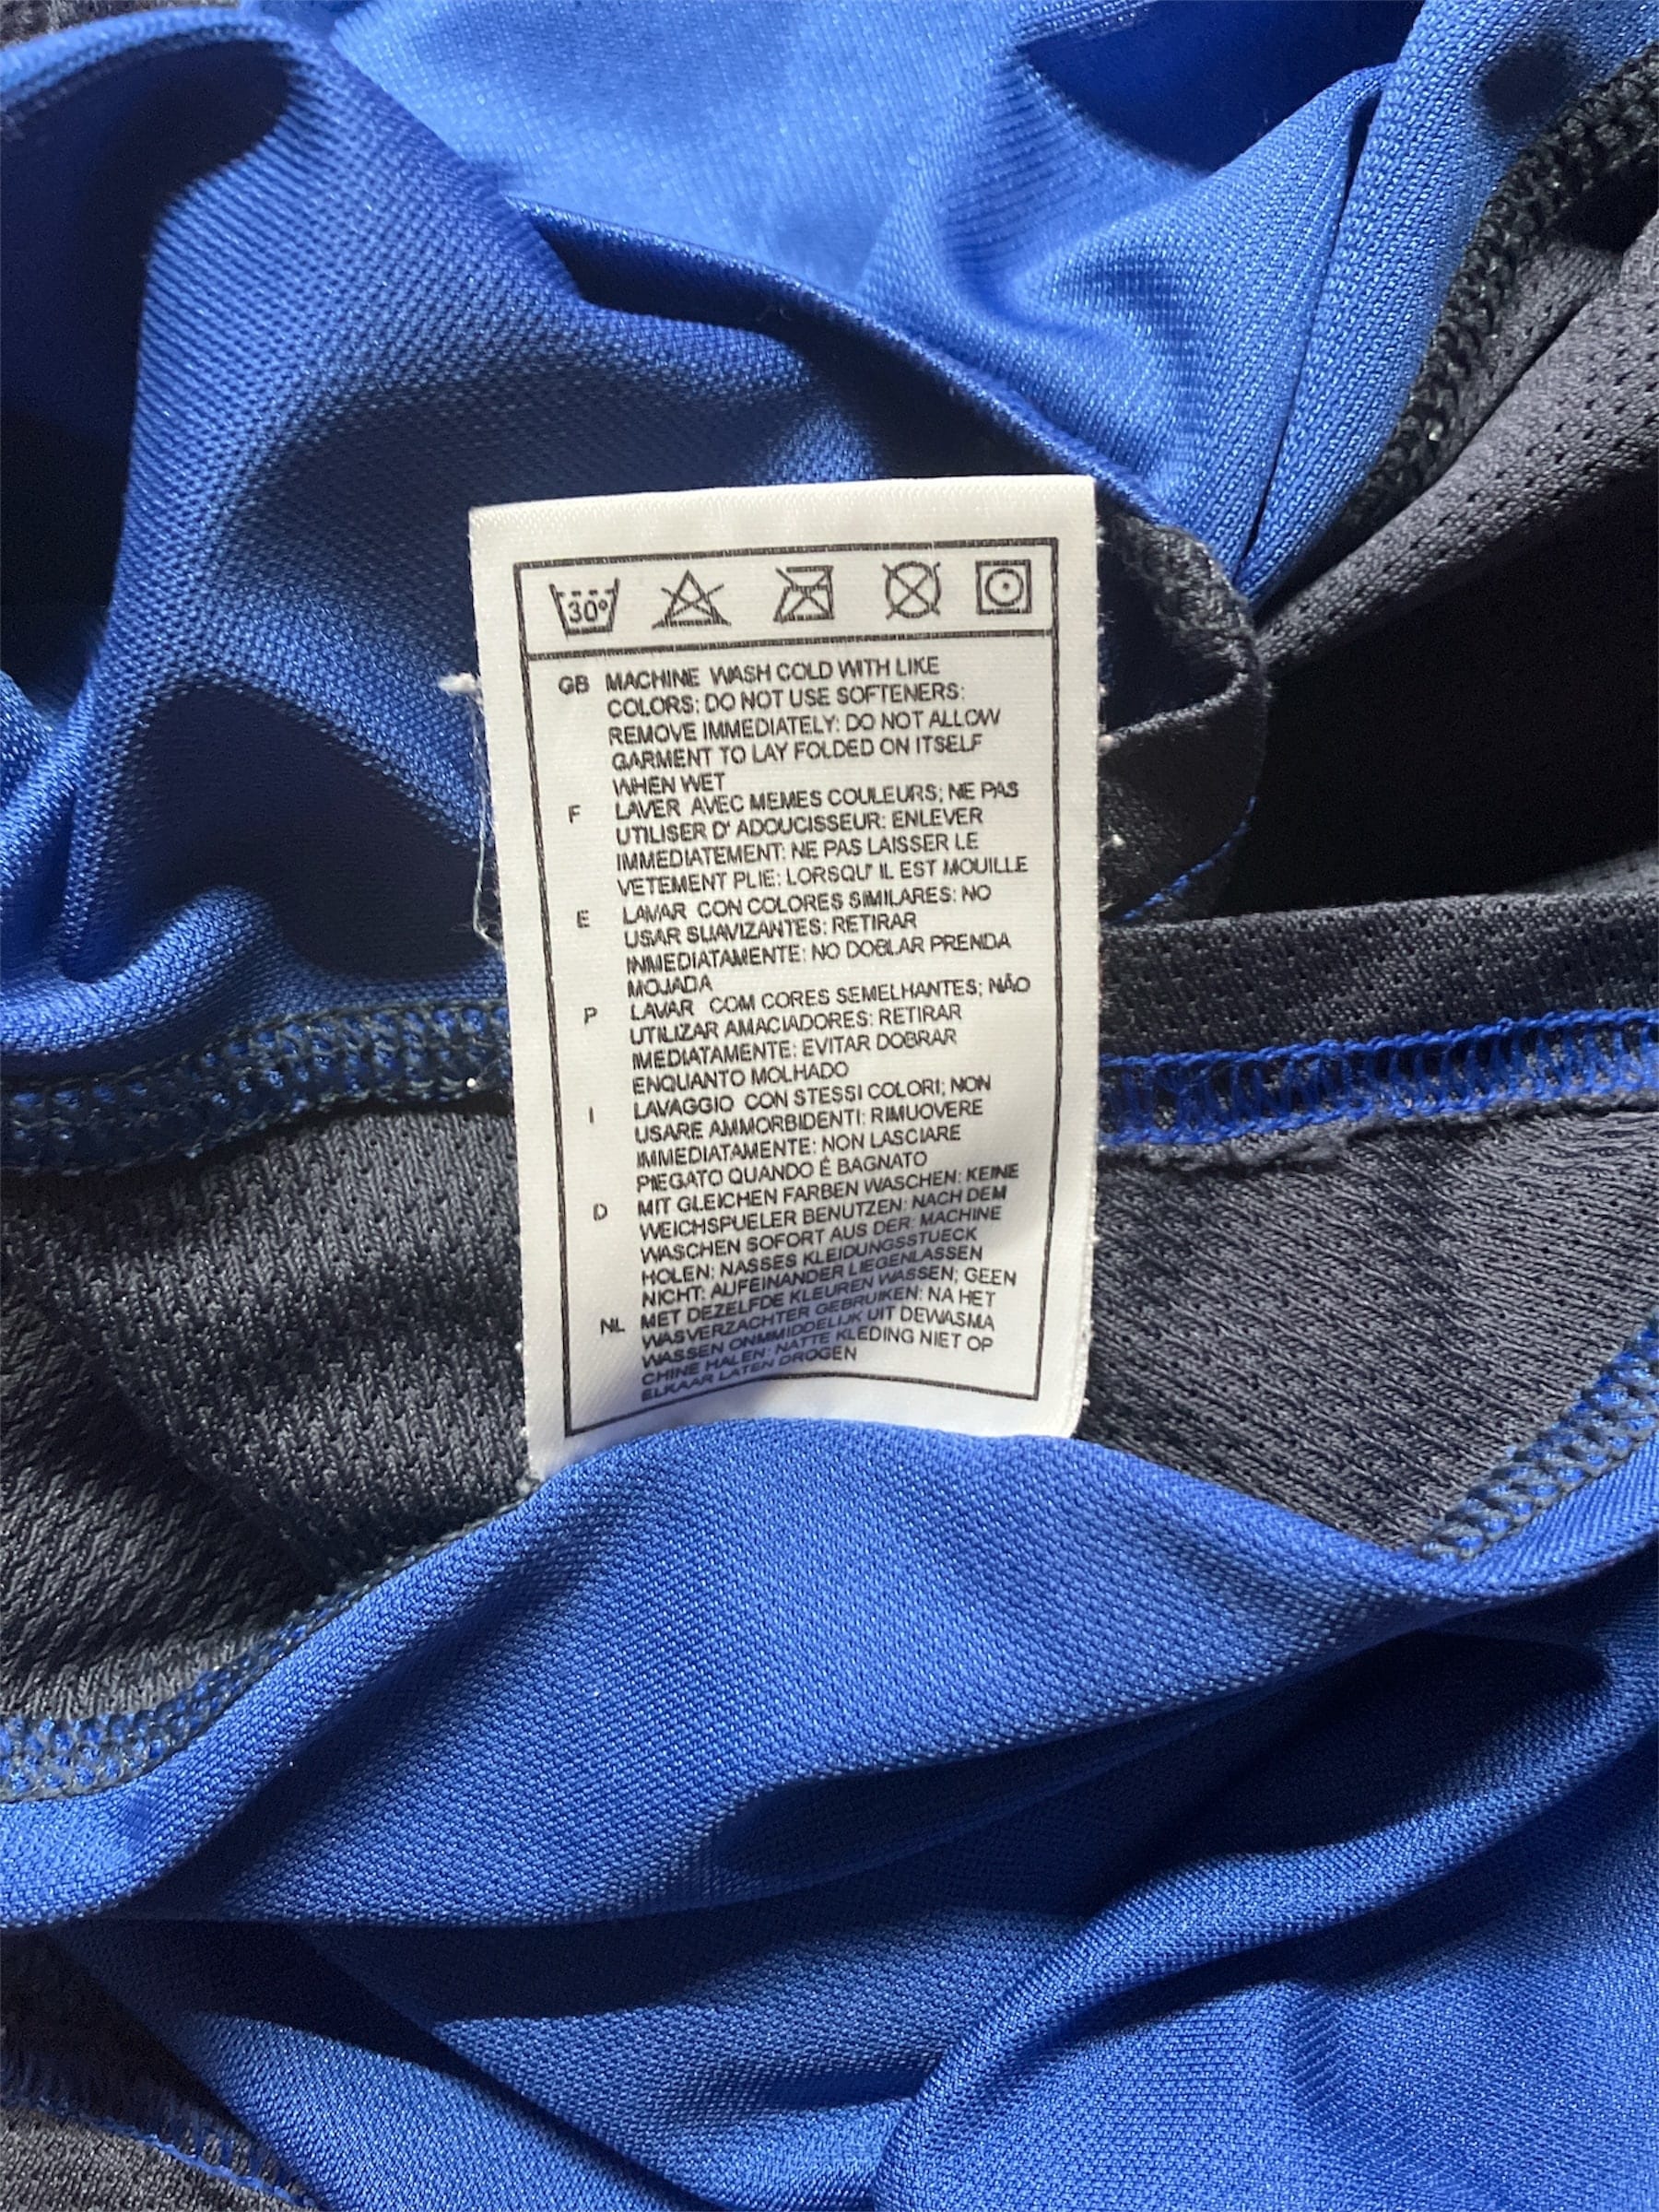 30°
GB MACHINE WASH COLD WITH LIKE
COLORS: DO NOT USE SOFTENERS:
REMOVE IMMEDIATELY: DO NOT ALLOW
GARMENT TO LAY FOLDED ON ITSELF
WHEN WET
F LAVER AVEC MEMES COULEURS; NE PAS
UTILISER D' ADOUCISSEUR: ENLEVER
IMMEDIATEMENT: NE PAS LAISSER LE
VETEMENT PLIE: LORSQU' IL EST MOUILLE
E LAVAR CON COLORES SIMILARES: NO
USAR SUAVIZANTES: RETIRAR
INMEDIATAMENTE: NO DOBLAR PRENDA
MOJADA
P LAVAR COM CORES SEMELHANTES; NÃO
UTILIZAR AMACIADORES: RETIRAR
IMEDIATAMENTE: EVITAR DOBRAR
ENQUANTO MOLHADO
I LAVAGGIO CON STESSI COLORI; NON
USARE AMMORBIDENTI: RIMUOVERE
IMMEDIATAMENTE: NON LASCIARE
PIEGATO QUANDO É BAGNATO
D MIT GLEICHEN FARBEN WASCHEN: KEINE
WEICHSPUELER BENUTZEN: NACH DEM
WASCHEN SOFORT AUS DER: MACHINE
HOLEN: NASSES KLEIDUNGSSTUECK
NICHT: AUFEINANDER LIEGENLASSEN
NL MET DEZELFDE KLEUREN WASSEN; GEEN
WASVERZACHTER GEBRUIKEN: NA HET
WASSEN ONMMIDDELIJK UIT DEWASMA
CHINE HALEN: NATTE KLEDING NIET OP
ELKAAR LATEN DROGEN